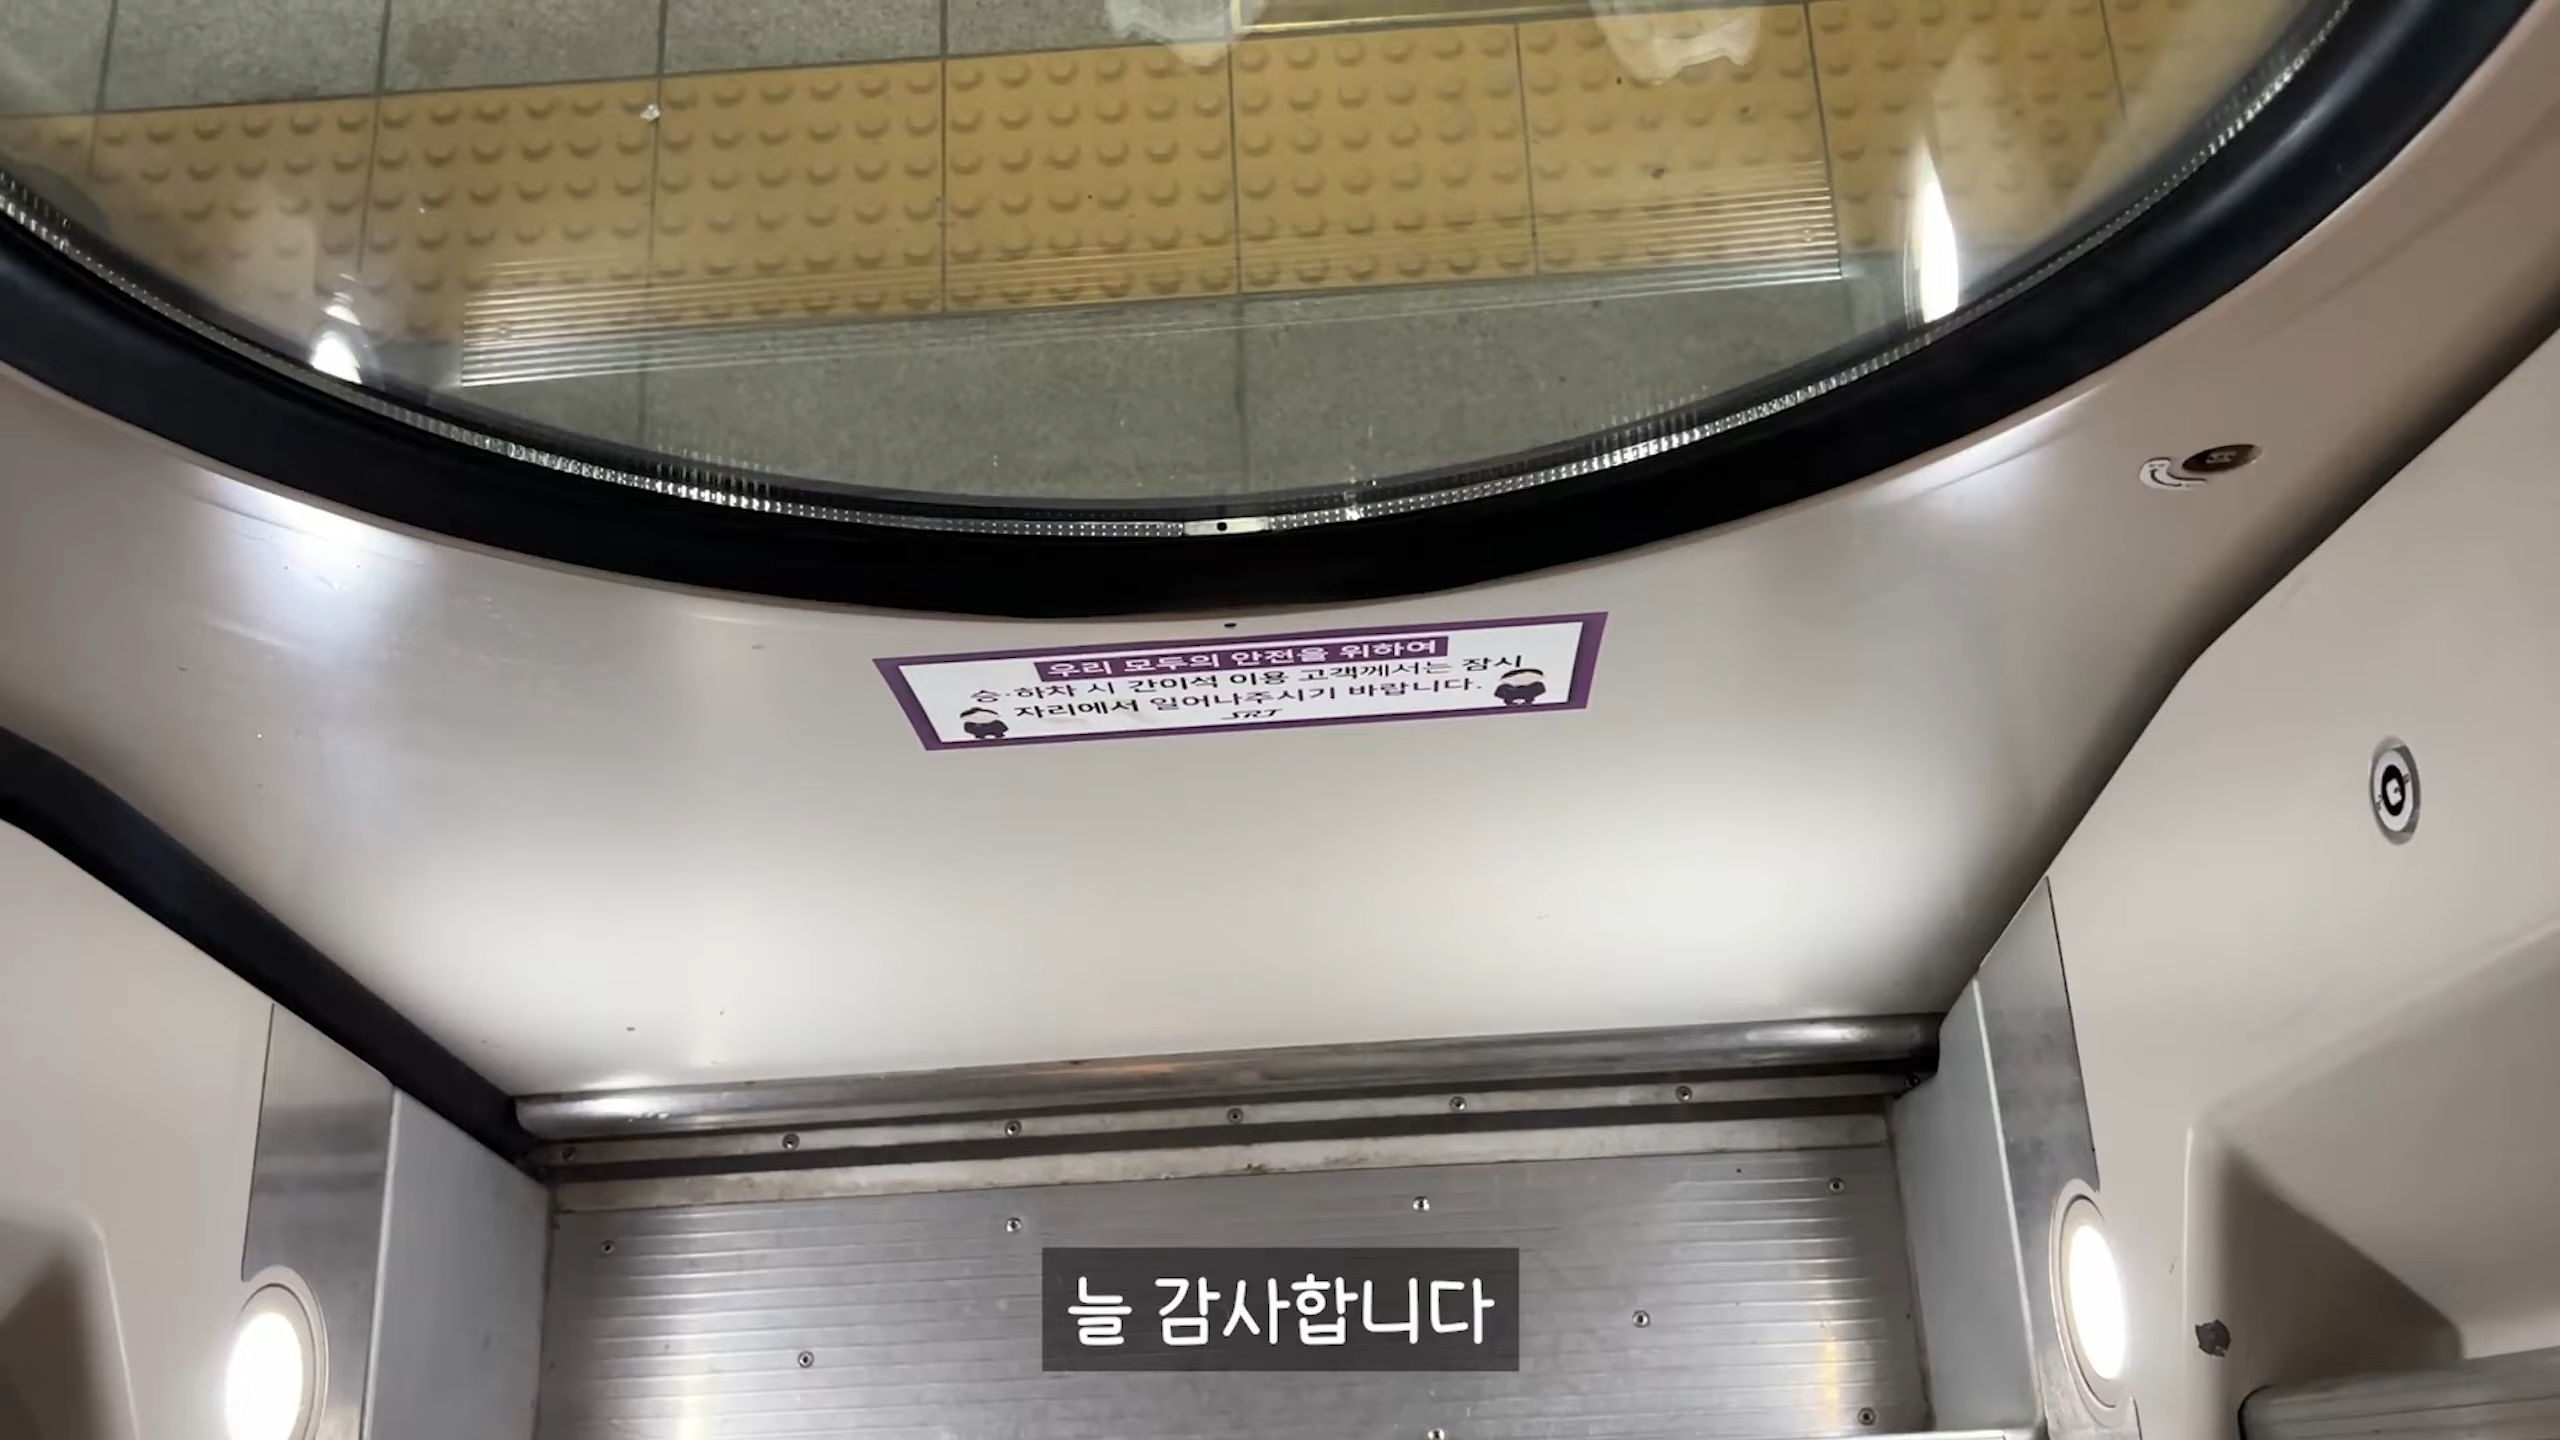 우리 모두의 안전을 위하여
승·하차 시 간이석 이용 고객께서는 잠시
자리에서 일어나주시기 바랍니다.
SRT
늘 감사합니다